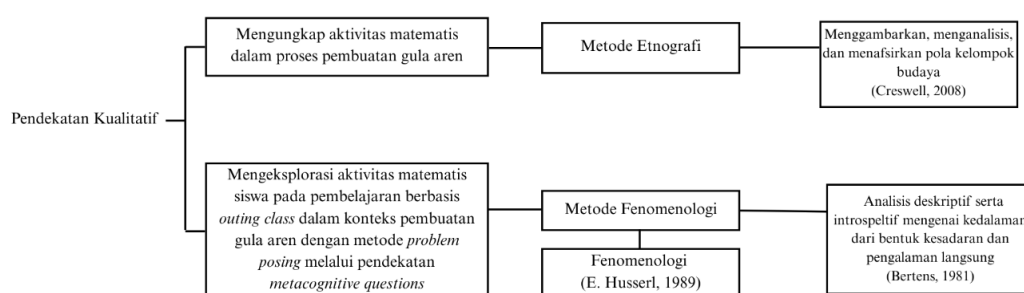 Pendekatan Kualitatif
Mengungkap aktivitas matematis
dalam proses pembuatan gula aren
Metode Etnografi
Menggambarkan, menganalisis,
dan menafsirkan pola kelompok
budaya
(Creswell, 2008)
Mengeksplorasi aktivitas matematis
siswa pada pembelajaran berbasis
outing class dalam konteks pembuatan
gula aren dengan metode problem
posing melalui pendekatan
metacognitive questions
Metode Fenomenologi
Fenomenologi
(E. Husserl, 1989)
Analisis deskriptif serta
introspeltif mengenai kedalaman
dari bentuk kesadaran dan
pengalaman langsung
(Bertens, 1981)